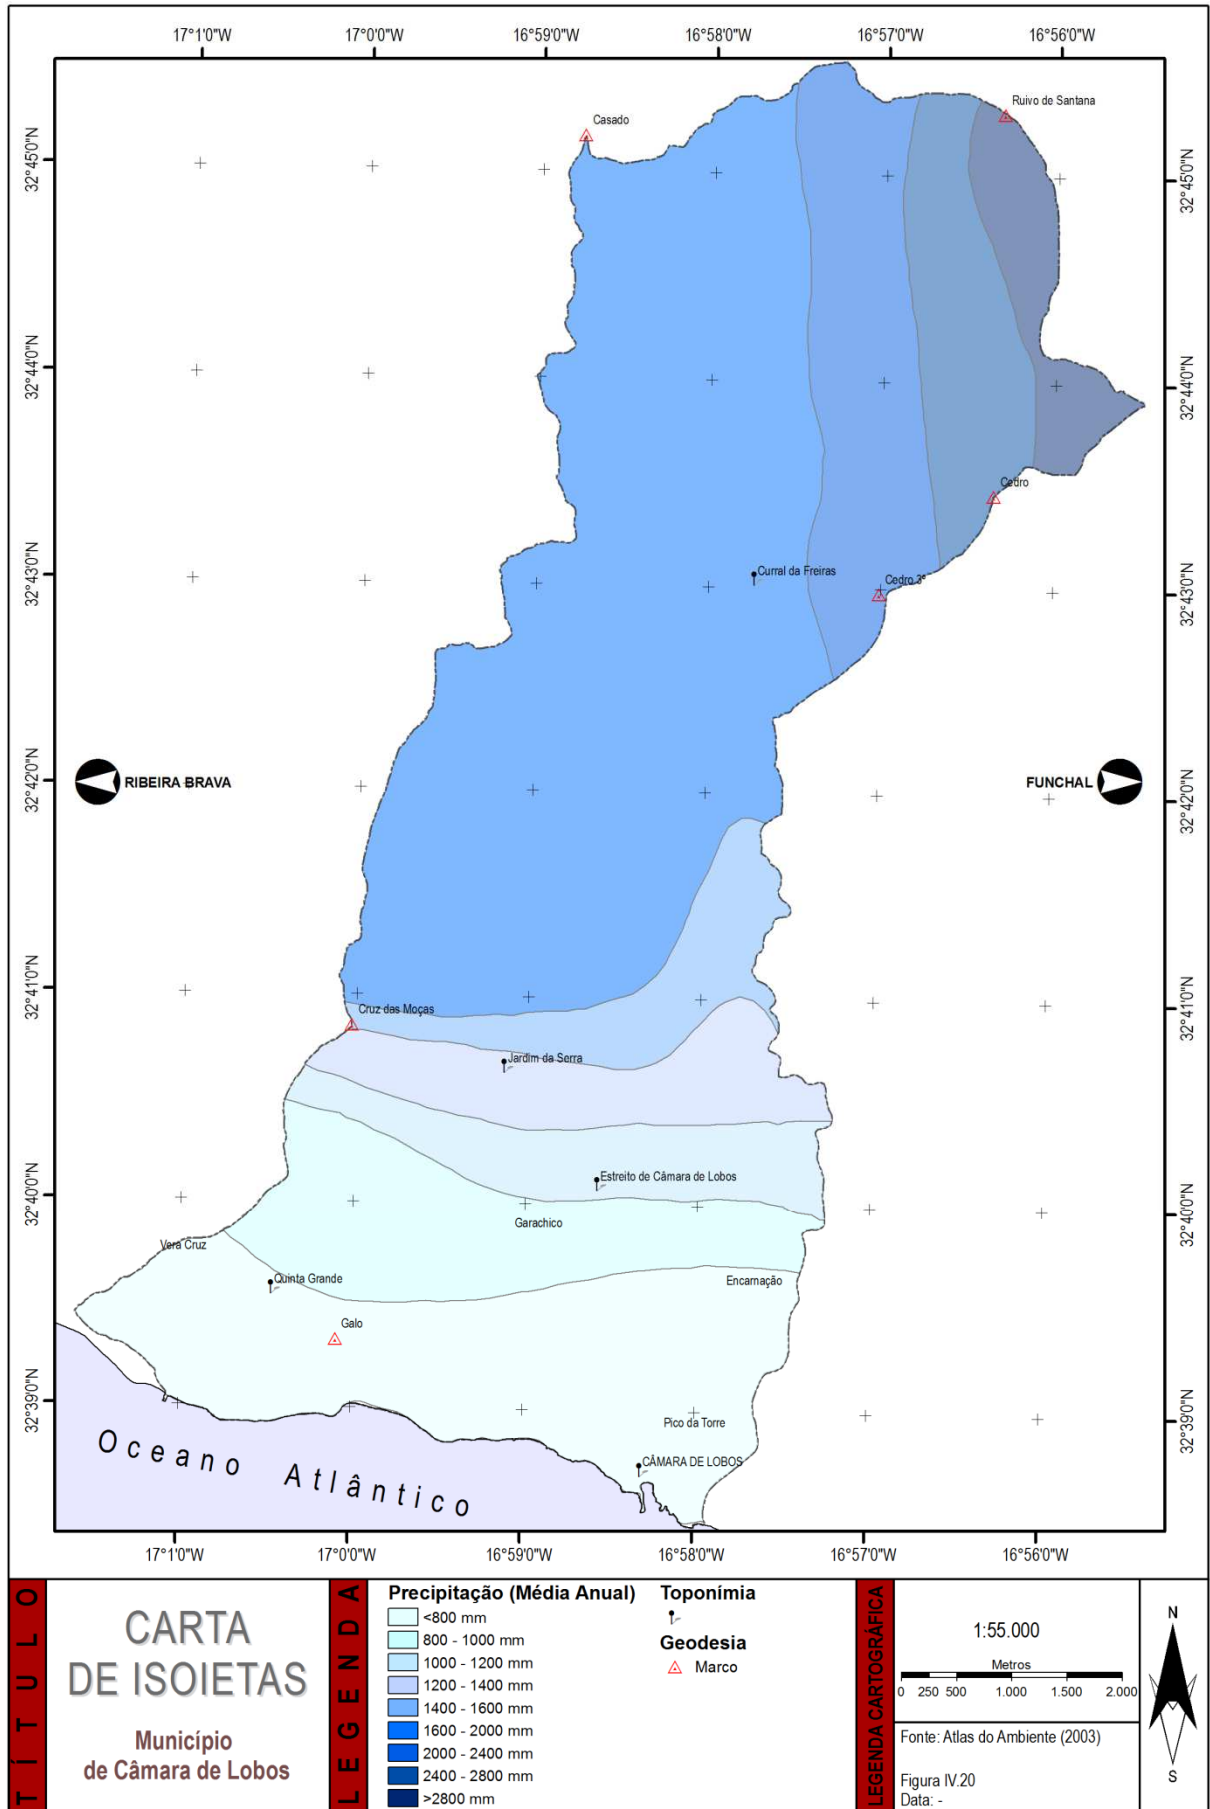 17°1'0"W 17°0'0"W 16°59'0"W 16°58'0"W 16°57'0"W 16°56'0"W
Ruivo de Santana
Casado
32°45'0"N
32°45'0"N
32°44'0"N
32°44'0"N
Cedro
Curral da Freiras
Cedro 3º
32°43'0"N
32°43'0"N
RIBEIRA BRAVA
FUNCHAL
32°42'0"N
32°42'0"N
32°41'0"N
32°41'0"N
Cruz das Moças
Jardim da Serra
Estreito de Câmara de Lobos
32°40'0"N
32°40'0"N
Garachico
Vera Cruz
Quinta Grande
Encarnação
Galo
32°39'0"N
32°39'0"N
Pico da Torre
CÂMARA DE LOBOS
Oceano Atlântico
17°1'0"W 17°0'0"W 16°59'0"W 16°58'0"W 16°57'0"W 16°56'0"W
TÍTULO
CARTA
DE ISOIETAS
Município
de Câmara de Lobos
LEGENDA
Precipitação (Média Anual)
<800 mm
800 - 1000 mm
1000 - 1200 mm
1200 - 1400 mm
1400 - 1600 mm
1600 - 2000 mm
2000 - 2400 mm
2400 - 2800 mm
>2800 mm
Toponímia
Geodesia
Marco
LEGENDA CARTOGRÁFICA
1:55.000
Metros
0 250 500 1.000 1.500 2.000
Fonte: Atlas do Ambiente (2003)
Figura IV.20
Data: -
N
S